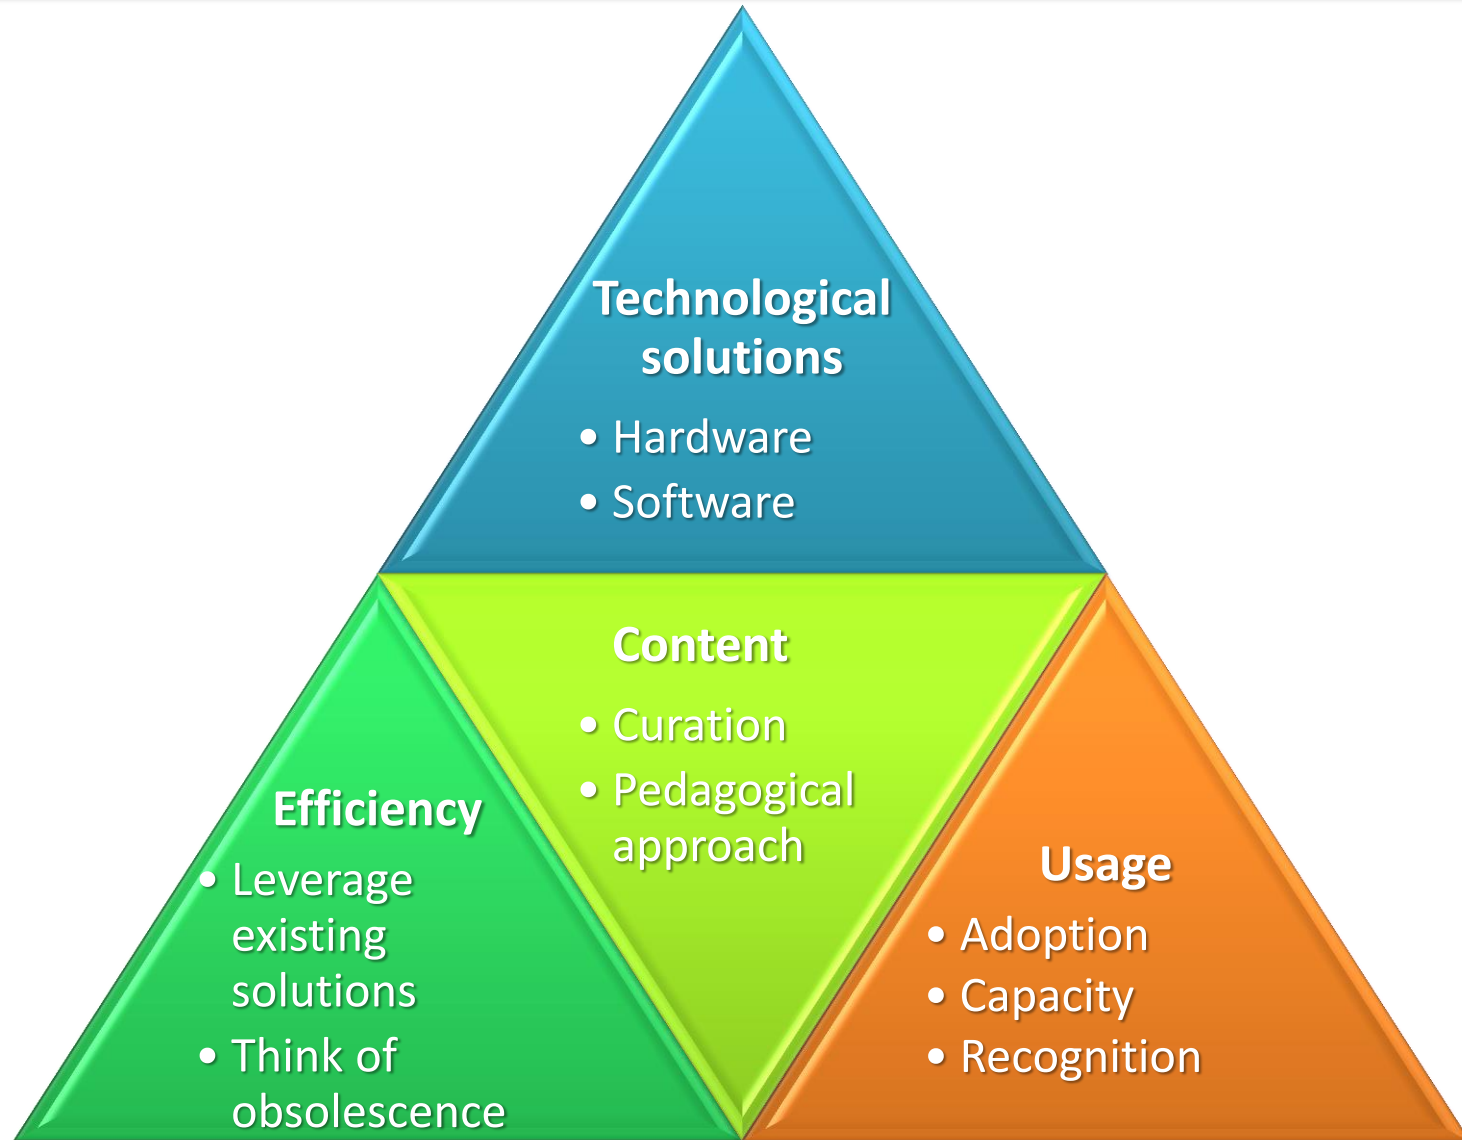 Technological
solutions
• Hardware
• Software
Content
• Curation
• Pedagogical
approach
Efficiency
• Leverage
existing
solutions
• Think of
obsolescence
Usage
• Adoption
• Capacity
• Recognition